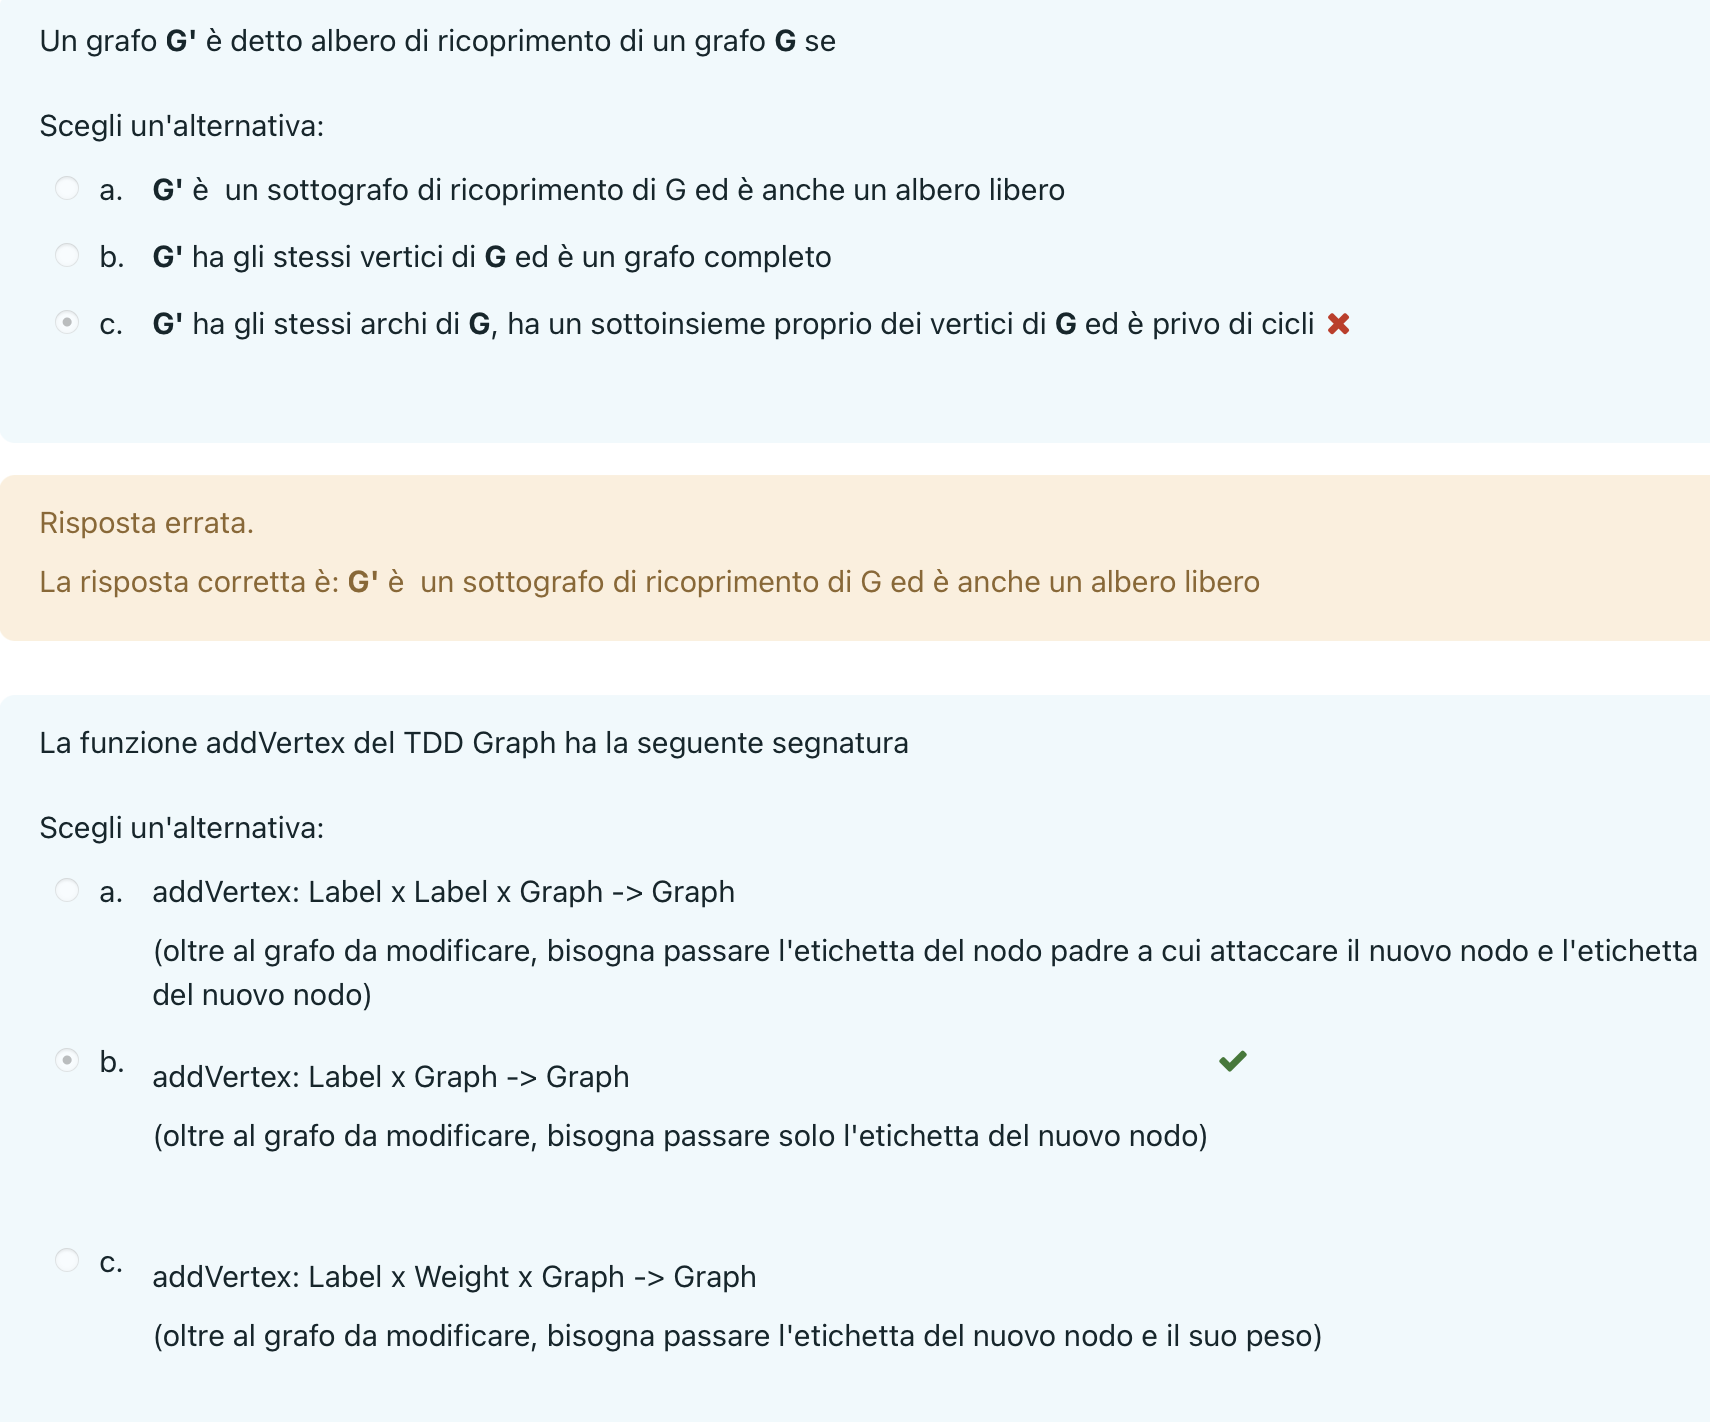 Un grafo G' è detto albero di ricoprimento di un grafo G se
Scegli un'alternativa:
a. G' è un sottografo di ricoprimento di G ed è anche un albero libero
b. G' ha gli stessi vertici di G ed è un grafo completo
c. G' ha gli stessi archi di G, ha un sottoinsieme proprio dei vertici di G ed è privo di cicli
Risposta errata.
La risposta corretta è: G' è un sottografo di ricoprimento di G ed è anche un albero libero
La funzione addVertex del TDD Graph ha la seguente segnatura
Scegli un'alternativa:
a. addVertex: Label x Label x Graph -> Graph
(oltre al grafo da modificare, bisogna passare l'etichetta del nodo padre a cui attaccare il nuovo nodo e l'etichetta
del nuovo nodo)
b. addVertex: Label x Graph -> Graph
(oltre al grafo da modificare, bisogna passare solo l'etichetta del nuovo nodo)
c. addVertex: Label x Weight x Graph -> Graph
(oltre al grafo da modificare, bisogna passare l'etichetta del nuovo nodo e il suo peso)